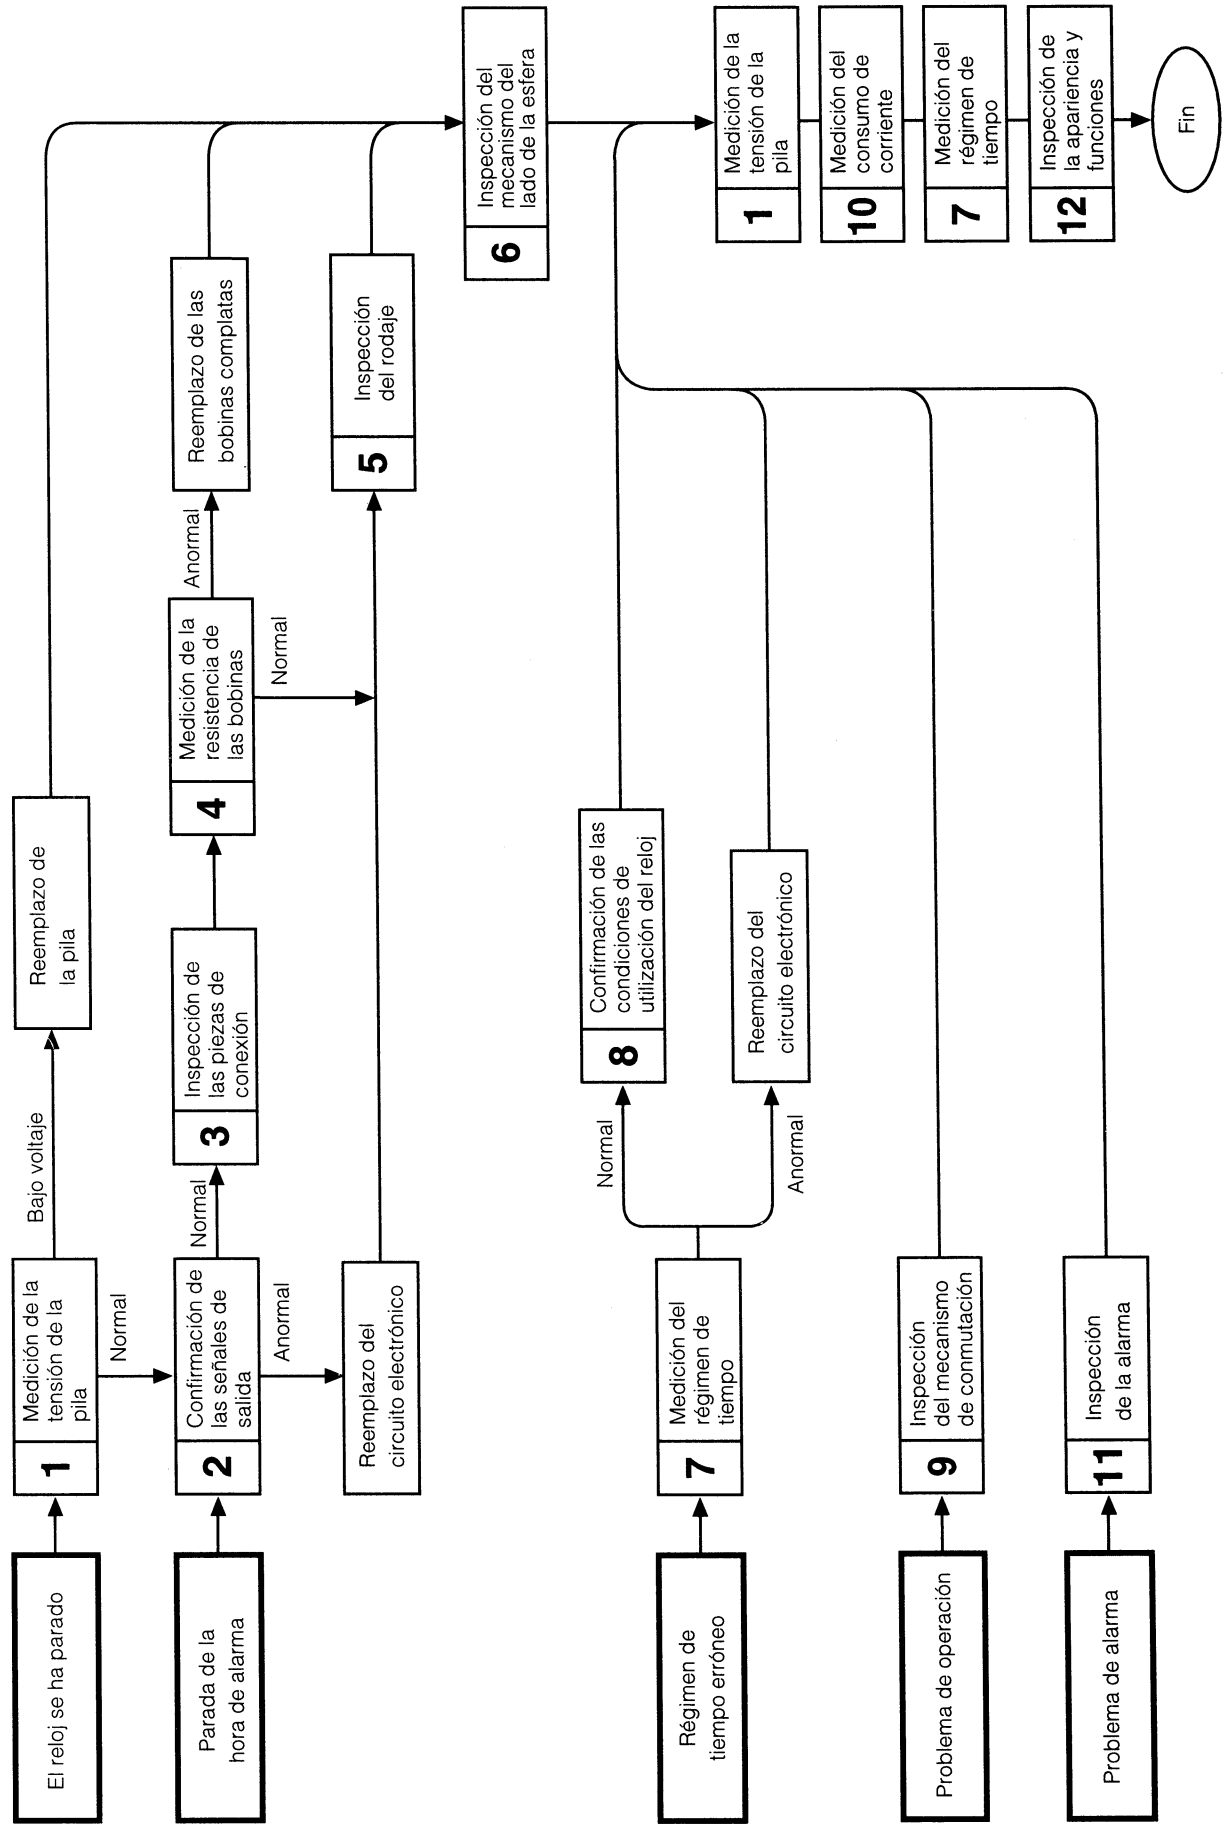 El reloj se ha parado
1
Medición de la
tensión de la
pila
Bajo voltaje
Reemplazo de
la pila
Normal
Parada de la
hora de alarma
2
Confirmación de
las señales de
salida
Normal
3
Inspección de
las piezas de
conexión
4
Medición de la
resistencia de
las bobinas
Anormal
Reemplazo de las
bobinas complatas
Normal
Anormal
Reemplazo del
circuito electrónico
5
Inspección
del rodaje
6
Inspección del
mecanismo del
lado de la esfera
Régimen de
tiempo erróneo
7
Medición del
régimen de
tiempo
Normal
8
Confirmación de las
condiciones de
utilización del reloj
Anormal
Reemplazo del
circuito electrónico
Problema de operación
9
Inspección
del mecanismo
de conmutación
Problema de alarma
11
Inspección
de la alarma
1
Medición de la
tensión de la
pila
10
Medición del
consumo de
corriente
7
Medición del
régimen de
tiempo
12
Inspección de
la apariencia y
funciones
Fin